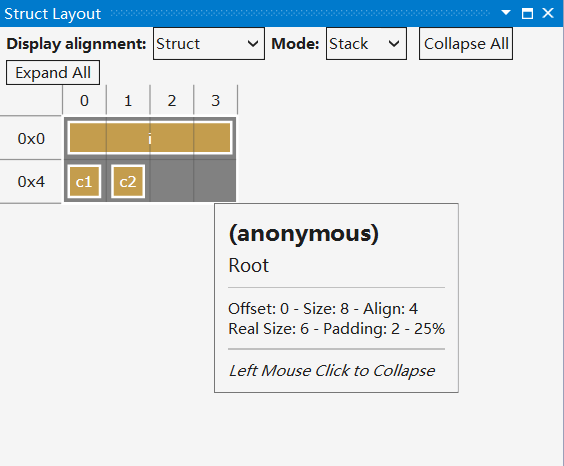 Struct Layout
Display alignment: Struct Mode: Stack Collapse All
Expand All
0 1 2 3
0x0 i
0x4 c1 c2
(anonymous)
Root
Offset: 0 - Size: 8 - Align: 4
Real Size: 6 - Padding: 2 - 25%
Left Mouse Click to Collapse